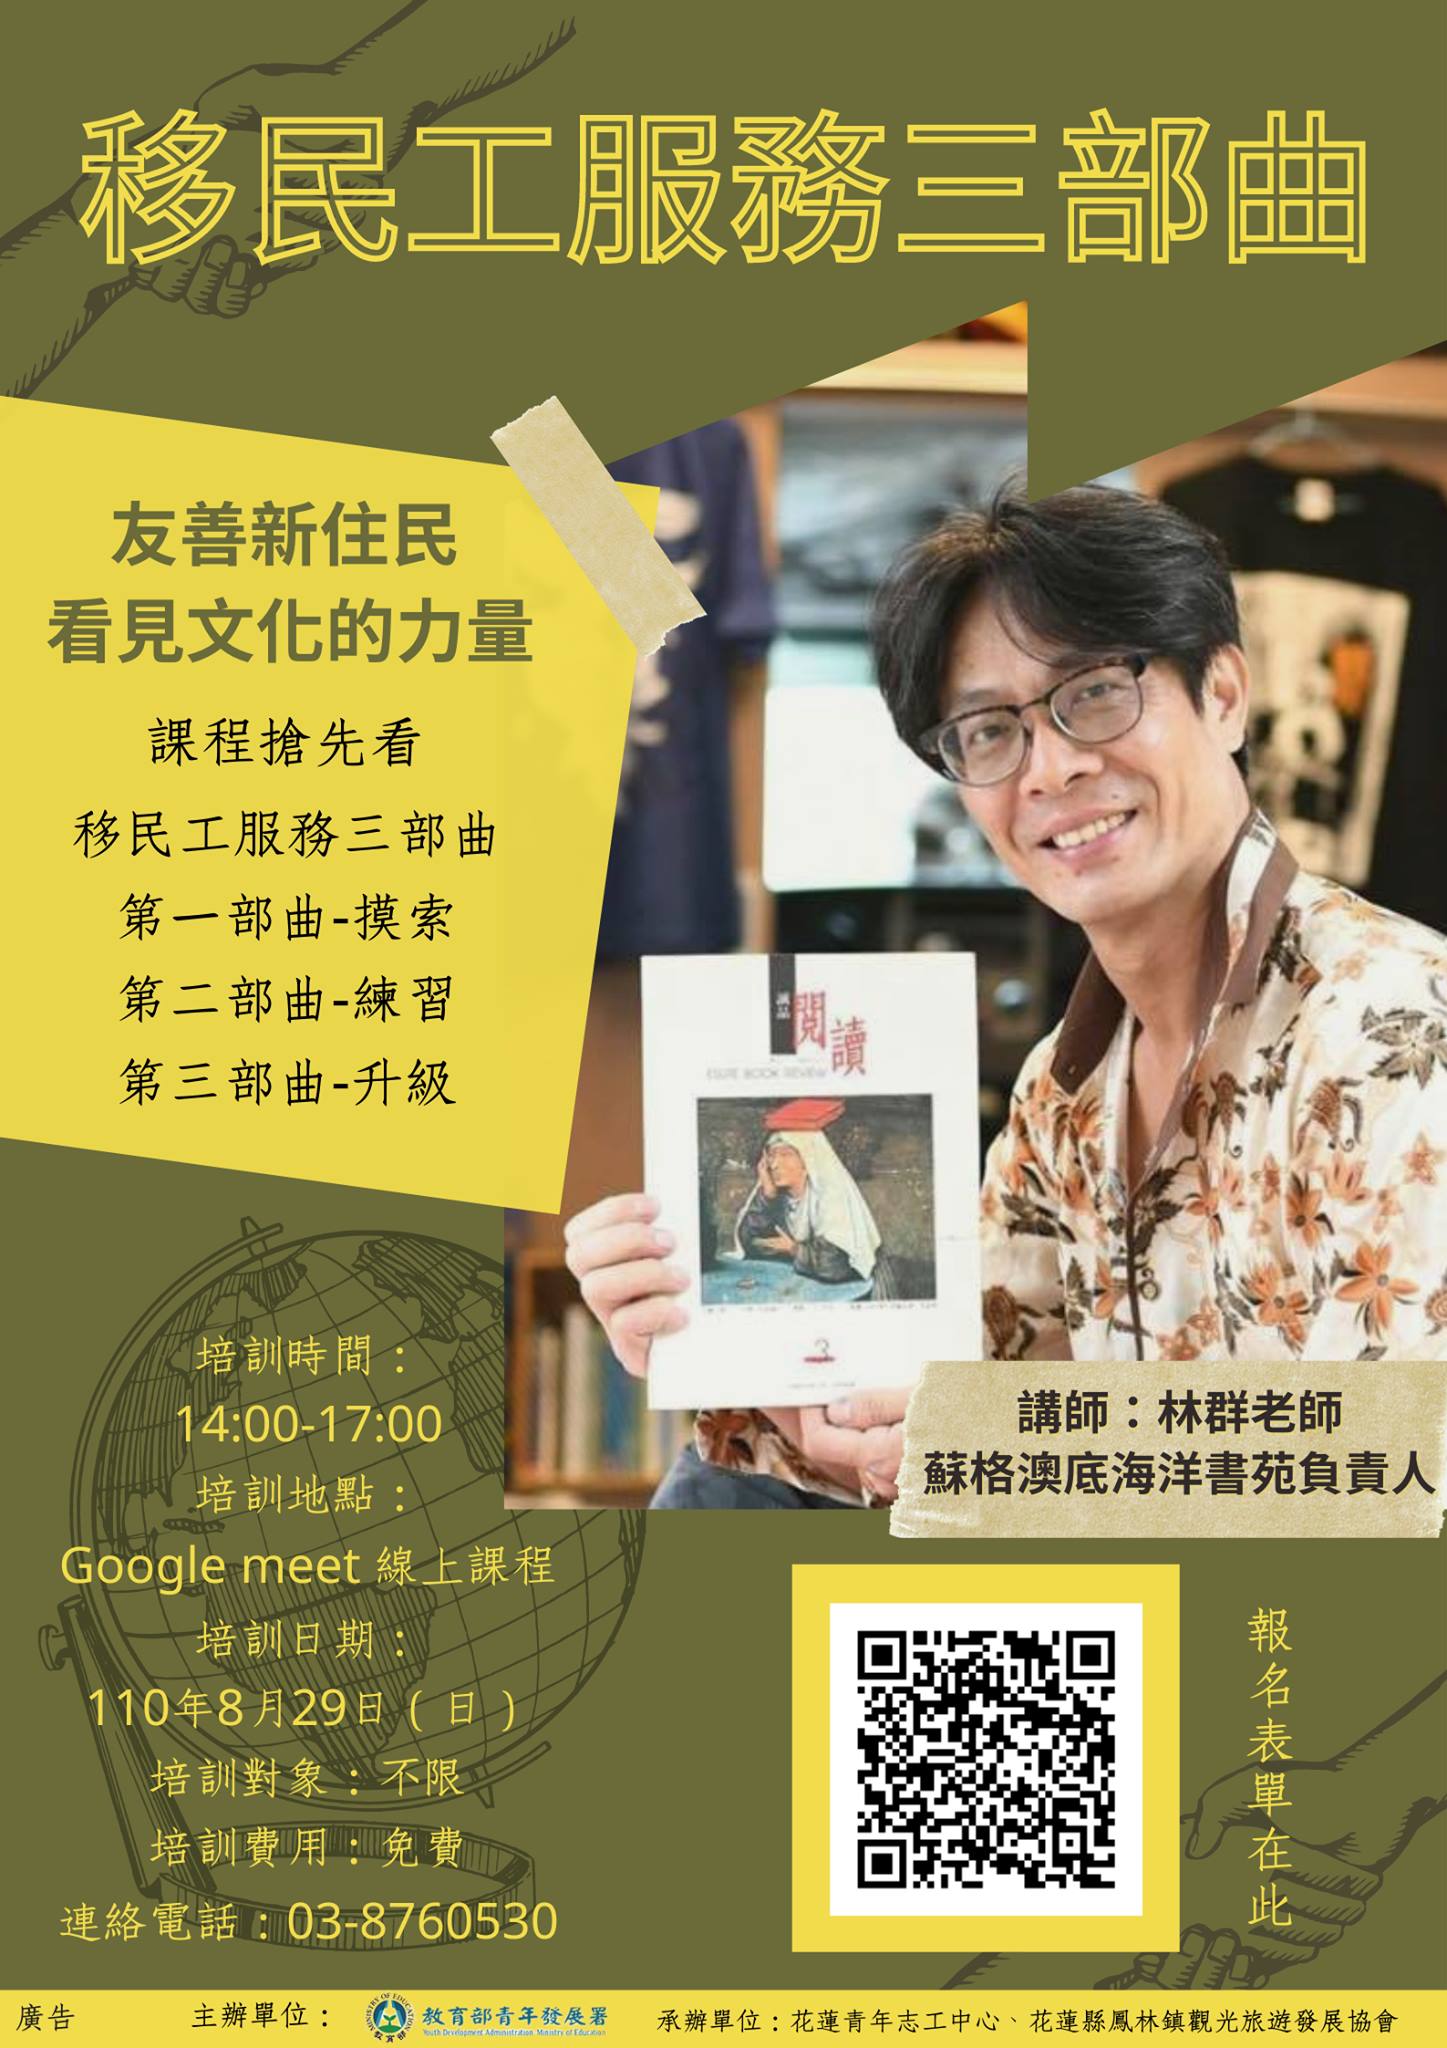 移民工服務三部曲
友善新住民
看見文化的力量
課程搶先看
移民工服務三部曲
第一部曲-摸索
第二部曲-練習
第三部曲-升級
誠品
閱讀
ESLITE BOOK REVIEW
3
講師：林群老師
蘇格澳底海洋書苑負責人
培訓時間：
14:00-17:00
培訓地點：
Google meet 線上課程
培訓日期：
110年8月29日（日）
培訓對象：不限
培訓費用：免費
連絡電話：03-8760530
報名表單在此
廣告
主辦單位：
MINISTRY OF EDUCATION
教育部
教育部青年發展署
Youth Development Administration Ministry of Education
承辦單位：花蓮青年志工中心、花蓮縣鳳林鎮觀光旅遊發展協會